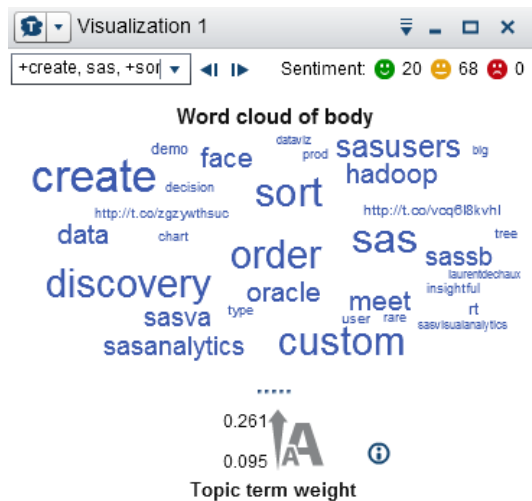 Visualization 1
+create, sas, +sor
Sentiment: 20 68 0
Word cloud of body
demo
dataviz
face
prod
sasusers
big
create
decision
sort
hadoop
http://t.co/zgzywthsuc
http://t.co/vcq6l8kvhl
data
chart
order
sas
tree
sassb
laurentdechaux
discovery
oracle
meet
insightful
sasva
type
user
rare
rt
sasvisualanalytics
sasanalytics
custom
0.261
0.095
Topic term weight